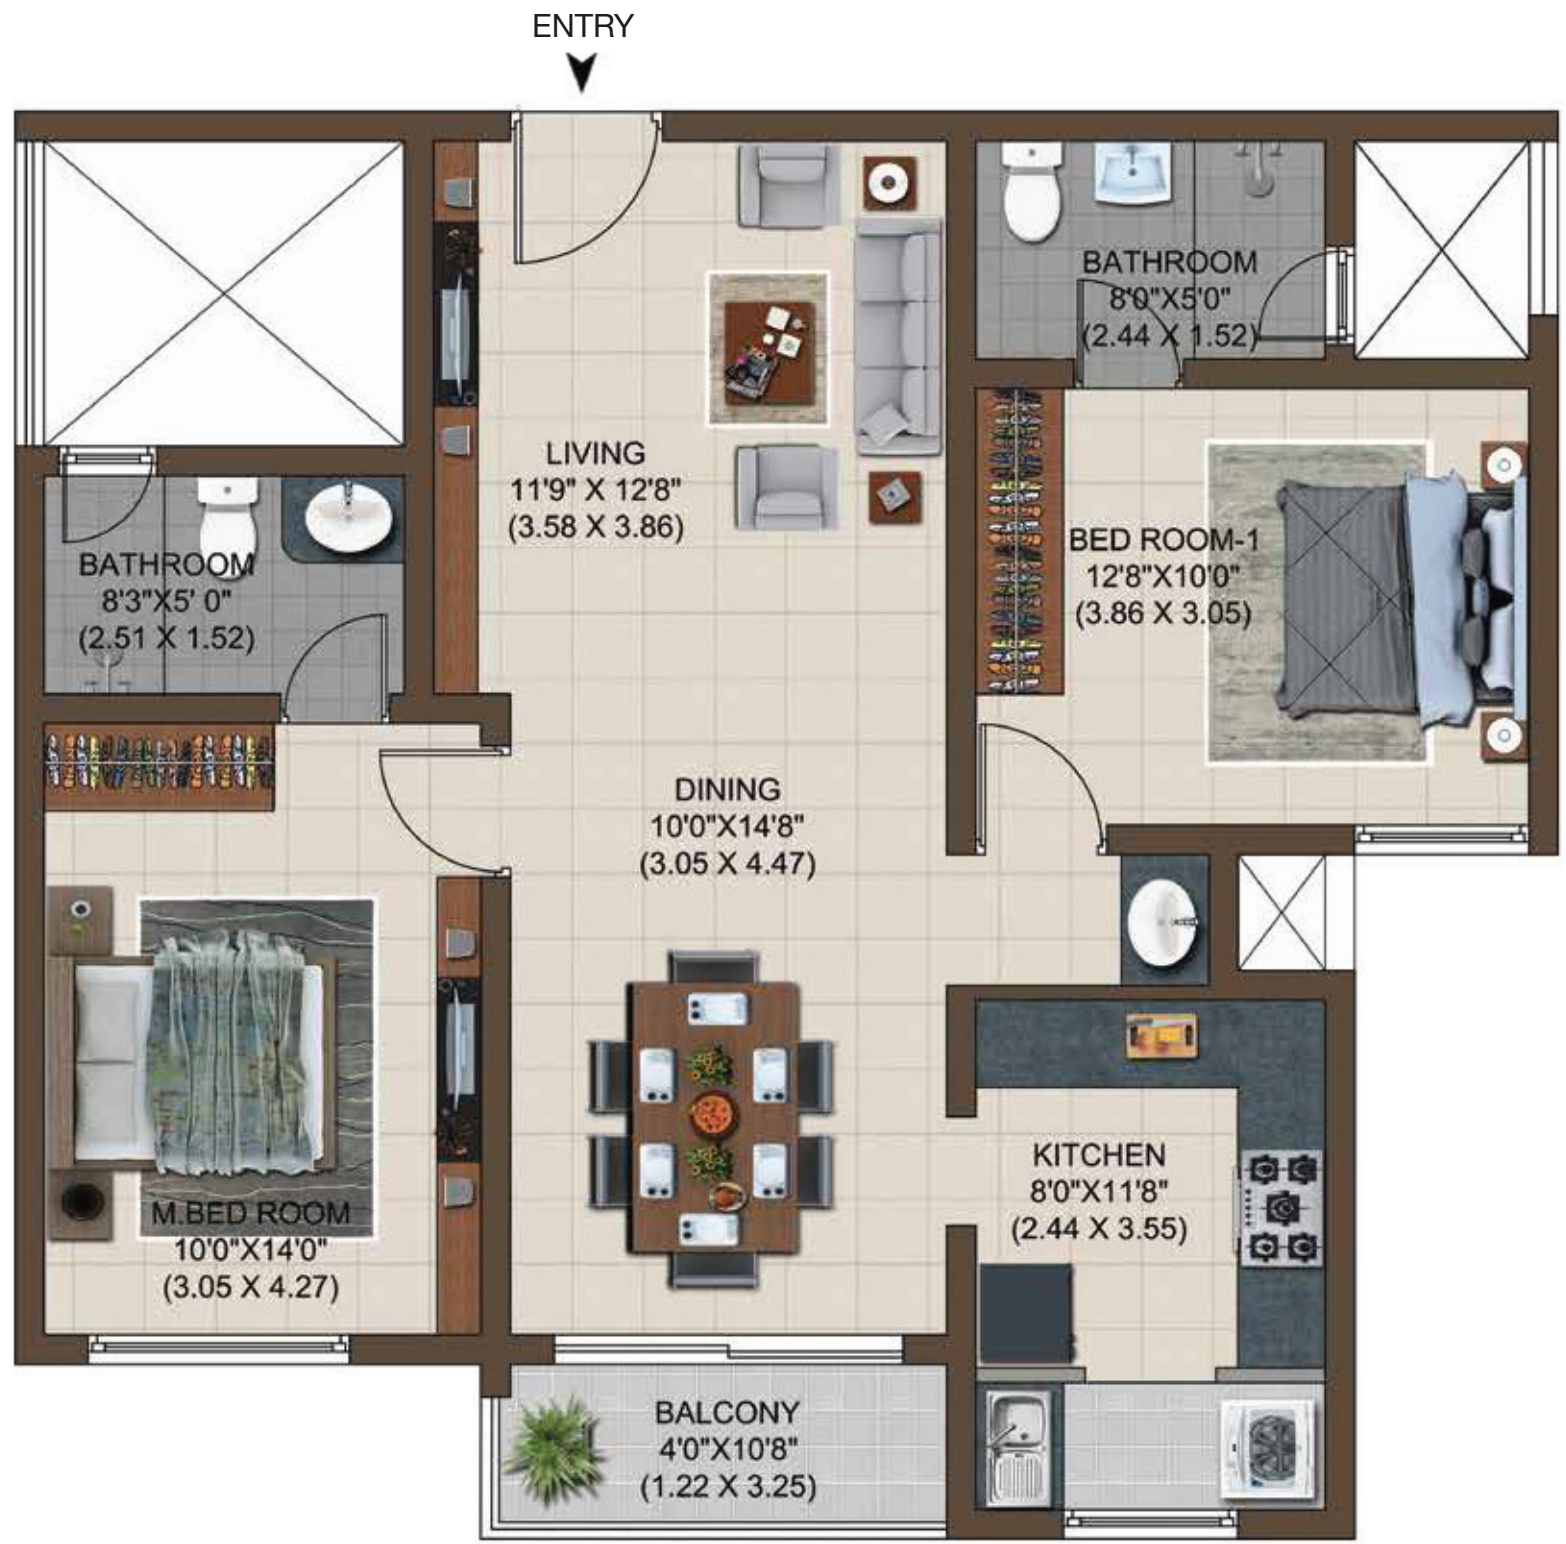 ENTRY
BATHROOM
8'0"X5'0"
(2.44 X 1.52)
LIVING
11'9" X 12'8"
(3.58 X 3.86)
BED ROOM-1
12'8"X10'0"
(3.86 X 3.05)
BATHROOM
8'3"X5' 0"
(2.51 X 1.52)
DINING
10'0"X14'8"
(3.05 X 4.47)
KITCHEN
8'0"X11'8"
(2.44 X 3.55)
M.BED ROOM
10'0"X14'0"
(3.05 X 4.27)
BALCONY
4'0"X10'8"
(1.22 X 3.25)